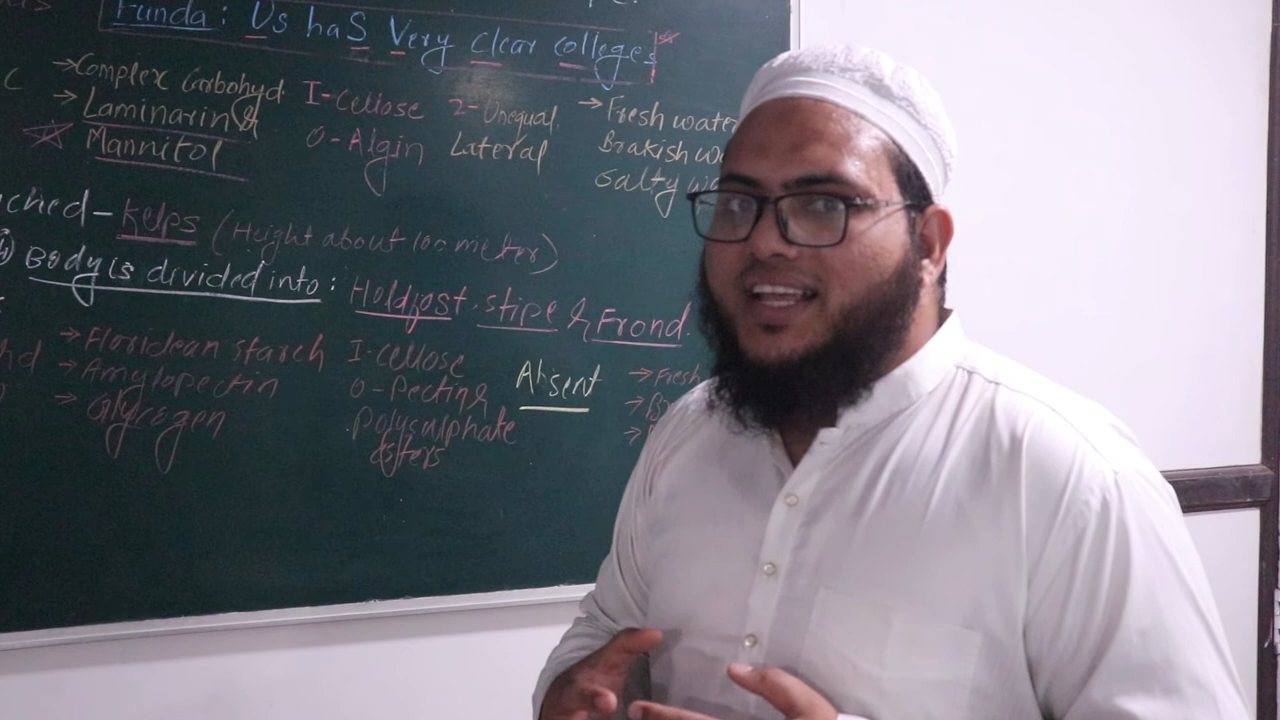 Funda: Us haS Very Clear colleges
C →Complex Carbohyd.
→Laminarin &
Mannitol
I-Cellose
O-Algin
2-Unequal
Lateral
→Fresh water
Brakish
Salty
ched-Kelps (Height about 100 meter)
Body is divided into: Holdfast, stipe & Frond.
→Floridean starch
→Amylopectin
→Glycogen
I-Cellose
O-Pectin &
Polysulphate
esters
Absent
→Fresh